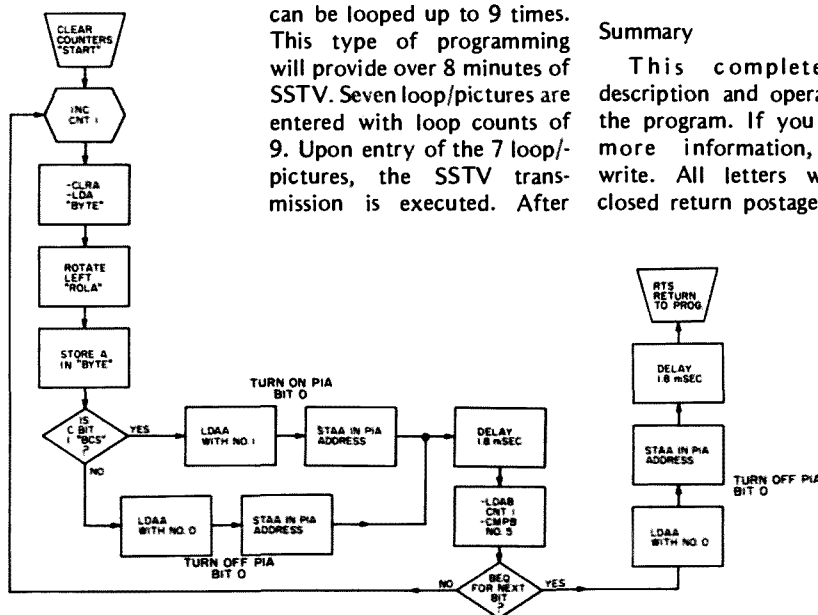 can be looped up to 9 times.
This type of programming
will provide over 8 minutes of
SSTV. Seven loop/pictures are
entered with loop counts of
9. Upon entry of the 7 loop/-
pictures, the SSTV trans-
mission is executed. After
Summary
This complete
description and opera
the program. If you
more information,
write. All letters w
closed return postage
CLEAR
COUNTERS
"START"
INC
CNT 1
-CLRA
-LDA
"BYTE"
ROTATE
LEFT
"ROLA"
STORE A
IN "BYTE"
IS
C BIT
1 "BCS"
?
YES
NO
TURN ON PIA
BIT 0
LDAA
WITH NO. 1
STAA IN PIA
ADDRESS
LDAA
WITH NO. 0
STAA IN PIA
ADDRESS
TURN OFF PIA
BIT 0
DELAY
1.8 mSEC
-LDAB
CNT 1
-CMPB
NO. 5
BEQ
FOR NEXT
BIT
?
NO
YES
LDAA
WITH NO. 0
TURN OFF PIA
BIT 0
STAA IN PIA
ADDRESS
DELAY
1.8 mSEC
RTS
RETURN
TO PROG.